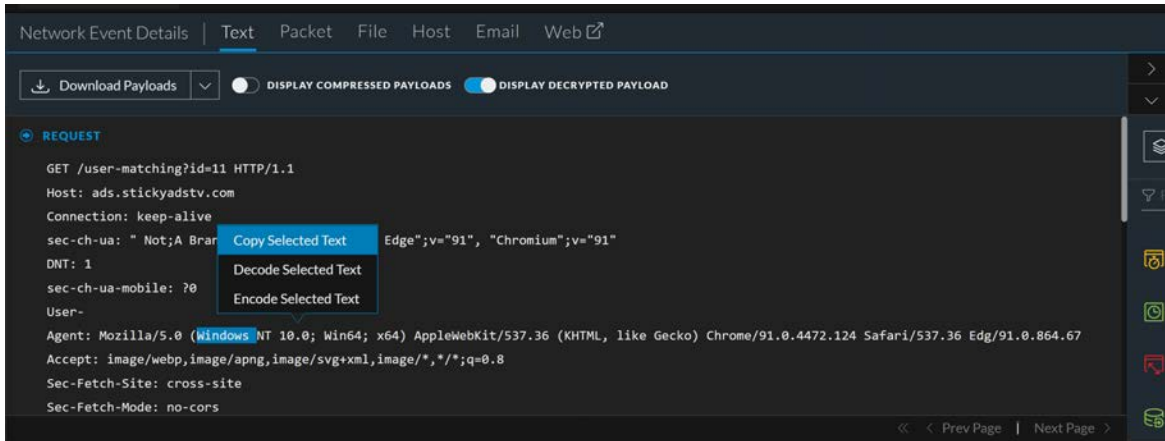 Network Event Details | Text Packet File Host Email Web
Download Payloads DISPLAY COMPRESSED PAYLOADS DISPLAY DECRYPTED PAYLOAD
REQUEST
GET /user-matching?id=11 HTTP/1.1
Host: ads.stickyadstv.com
Connection: keep-alive
sec-ch-ua: " Not;A Bran Edge";v="91", "Chromium";v="91"
Copy Selected Text
DNT: 1
Decode Selected Text
sec-ch-ua-mobile: ?0
Encode Selected Text
User-
Agent: Mozilla/5.0 (Windows NT 10.0; Win64; x64) AppleWebKit/537.36 (KHTML, like Gecko) Chrome/91.0.4472.124 Safari/537.36 Edg/91.0.864.67
Accept: image/webp,image/apng,image/svg+xml,image/*,*/*;q=0.8
Sec-Fetch-Site: cross-site
Sec-Fetch-Mode: no-cors
« < Prev Page | Next Page >